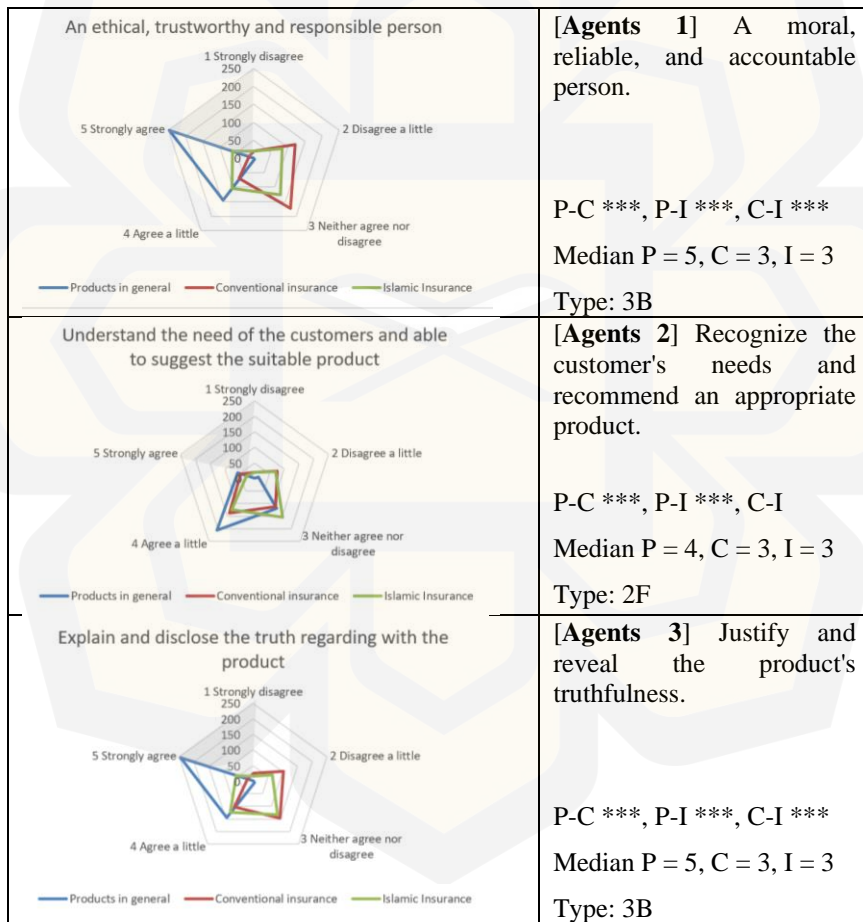 An ethical, trustworthy and responsible person
1 Strongly disagree
250
200
150
100
50
0
5 Strongly agree
2 Disagree a little
4 Agree a little
3 Neither agree nor
disagree
Products in general
Conventional insurance
Islamic Insurance
[Agents 1] A moral,
reliable, and accountable
person.
P-C ***, P-I ***, C-I ***
Median P = 5, C = 3, I = 3
Type: 3B
Understand the need of the customers and able
to suggest the suitable product
1 Strongly disagree
250
200
150
100
50
0
5 Strongly agree
2 Disagree a little
4 Agree a little
3 Neither agree nor
disagree
Products in general
Conventional insurance
Islamic Insurance
[Agents 2] Recognize the
customer's needs and
recommend an appropriate
product.
P-C ***, P-I ***, C-I
Median P = 4, C = 3, I = 3
Type: 2F
Explain and disclose the truth regarding with the
product
1 Strongly disagree
250
200
150
100
50
0
5 Strongly agree
2 Disagree a little
4 Agree a little
3 Neither agree nor
disagree
Products in general
Conventional insurance
Islamic Insurance
[Agents 3] Justify and
reveal the product's
truthfulness.
P-C ***, P-I ***, C-I ***
Median P = 5, C = 3, I = 3
Type: 3B